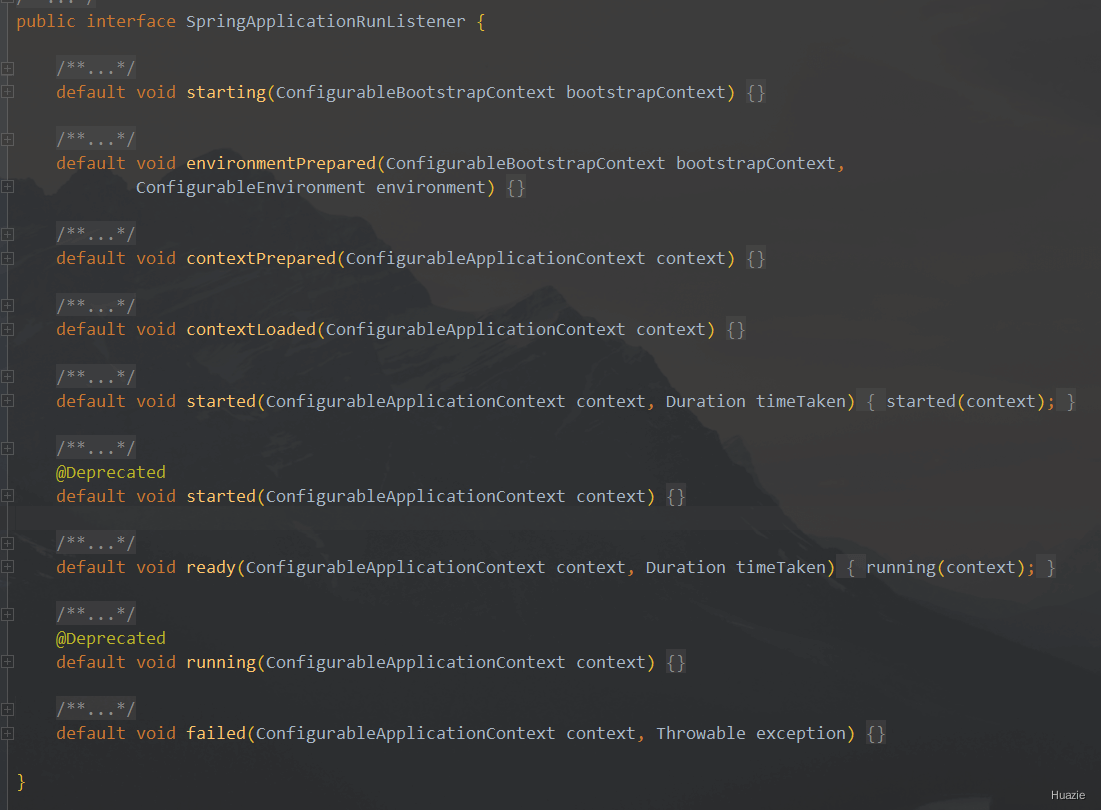 /**...*/
public interface SpringApplicationRunListener {
/**...*/
default void starting(ConfigurableBootstrapContext bootstrapContext) {}
/**...*/
default void environmentPrepared(ConfigurableBootstrapContext bootstrapContext,
ConfigurableEnvironment environment) {}
/**...*/
default void contextPrepared(ConfigurableApplicationContext context) {}
/**...*/
default void contextLoaded(ConfigurableApplicationContext context) {}
/**...*/
default void started(ConfigurableApplicationContext context, Duration timeTaken) { started(context); }
/**...*/
@Deprecated
default void started(ConfigurableApplicationContext context) {}
/**...*/
default void ready(ConfigurableApplicationContext context, Duration timeTaken) { running(context); }
/**...*/
@Deprecated
default void running(ConfigurableApplicationContext context) {}
/**...*/
default void failed(ConfigurableApplicationContext context, Throwable exception) {}
}
Huazie